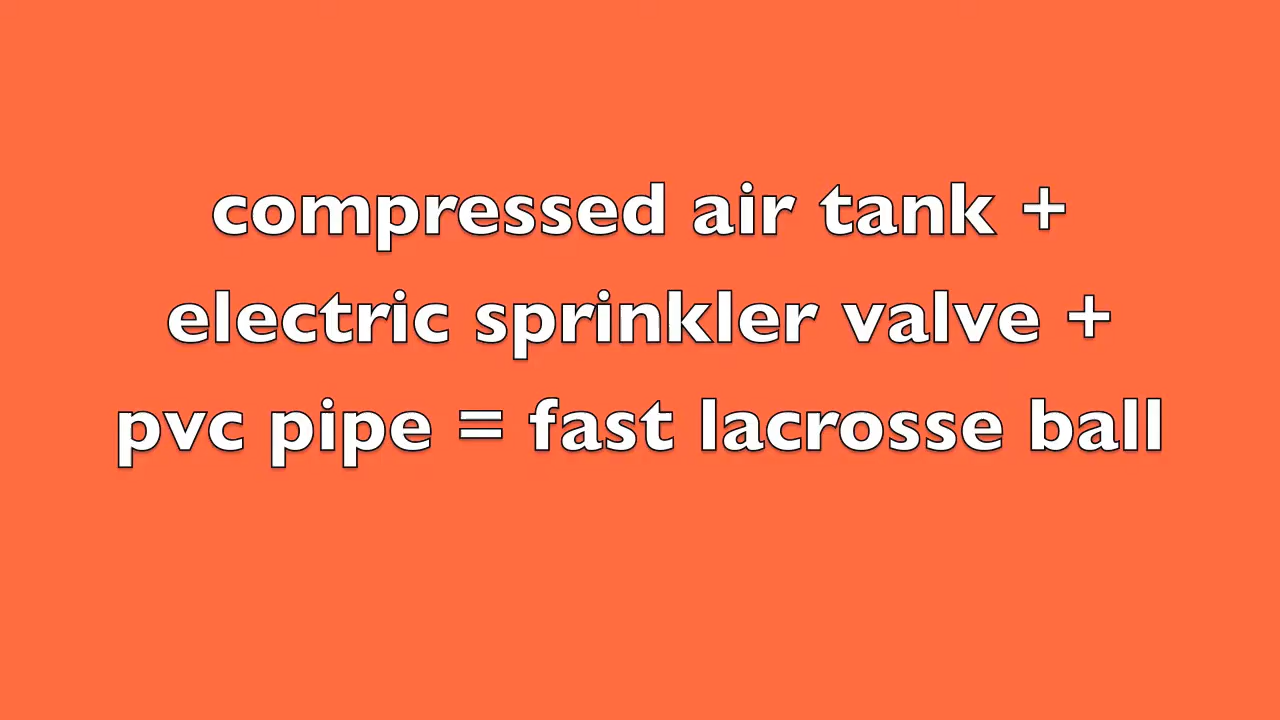 compressed air tank +
electric sprinkler valve +
pvc pipe = fast lacrosse ball